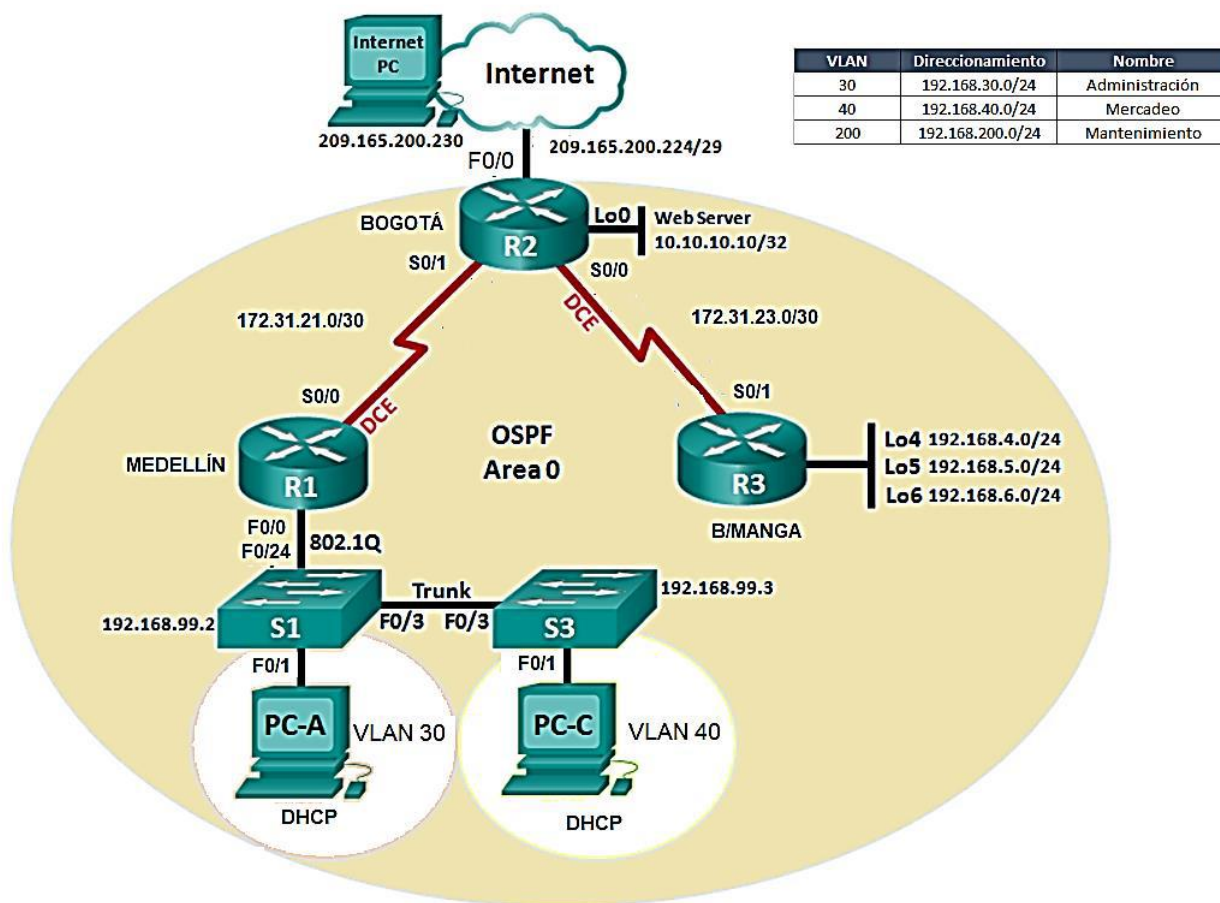 Internet
PC
Internet
209.165.200.230
209.165.200.224/29
F0/0
VLAN Direccionamiento Nombre
30 192.168.30.0/24 Administración
40 192.168.40.0/24 Mercadeo
200 192.168.200.0/24 Mantenimiento
BOGOTÁ
R2
Lo0
Web Server
10.10.10.10/32
S0/1
S0/0
DCE
172.31.21.0/30
172.31.23.0/30
S0/0
DCE
S0/1
OSPF
Area 0
MEDELLÍN
R1
R3
B/MANGA
Lo4 192.168.4.0/24
Lo5 192.168.5.0/24
Lo6 192.168.6.0/24
F0/0
F0/24
802.1Q
Trunk
192.168.99.2
S1
F0/3
F0/3
S3
192.168.99.3
F0/1
F0/1
PC-A
VLAN 30
DHCP
PC-C
VLAN 40
DHCP